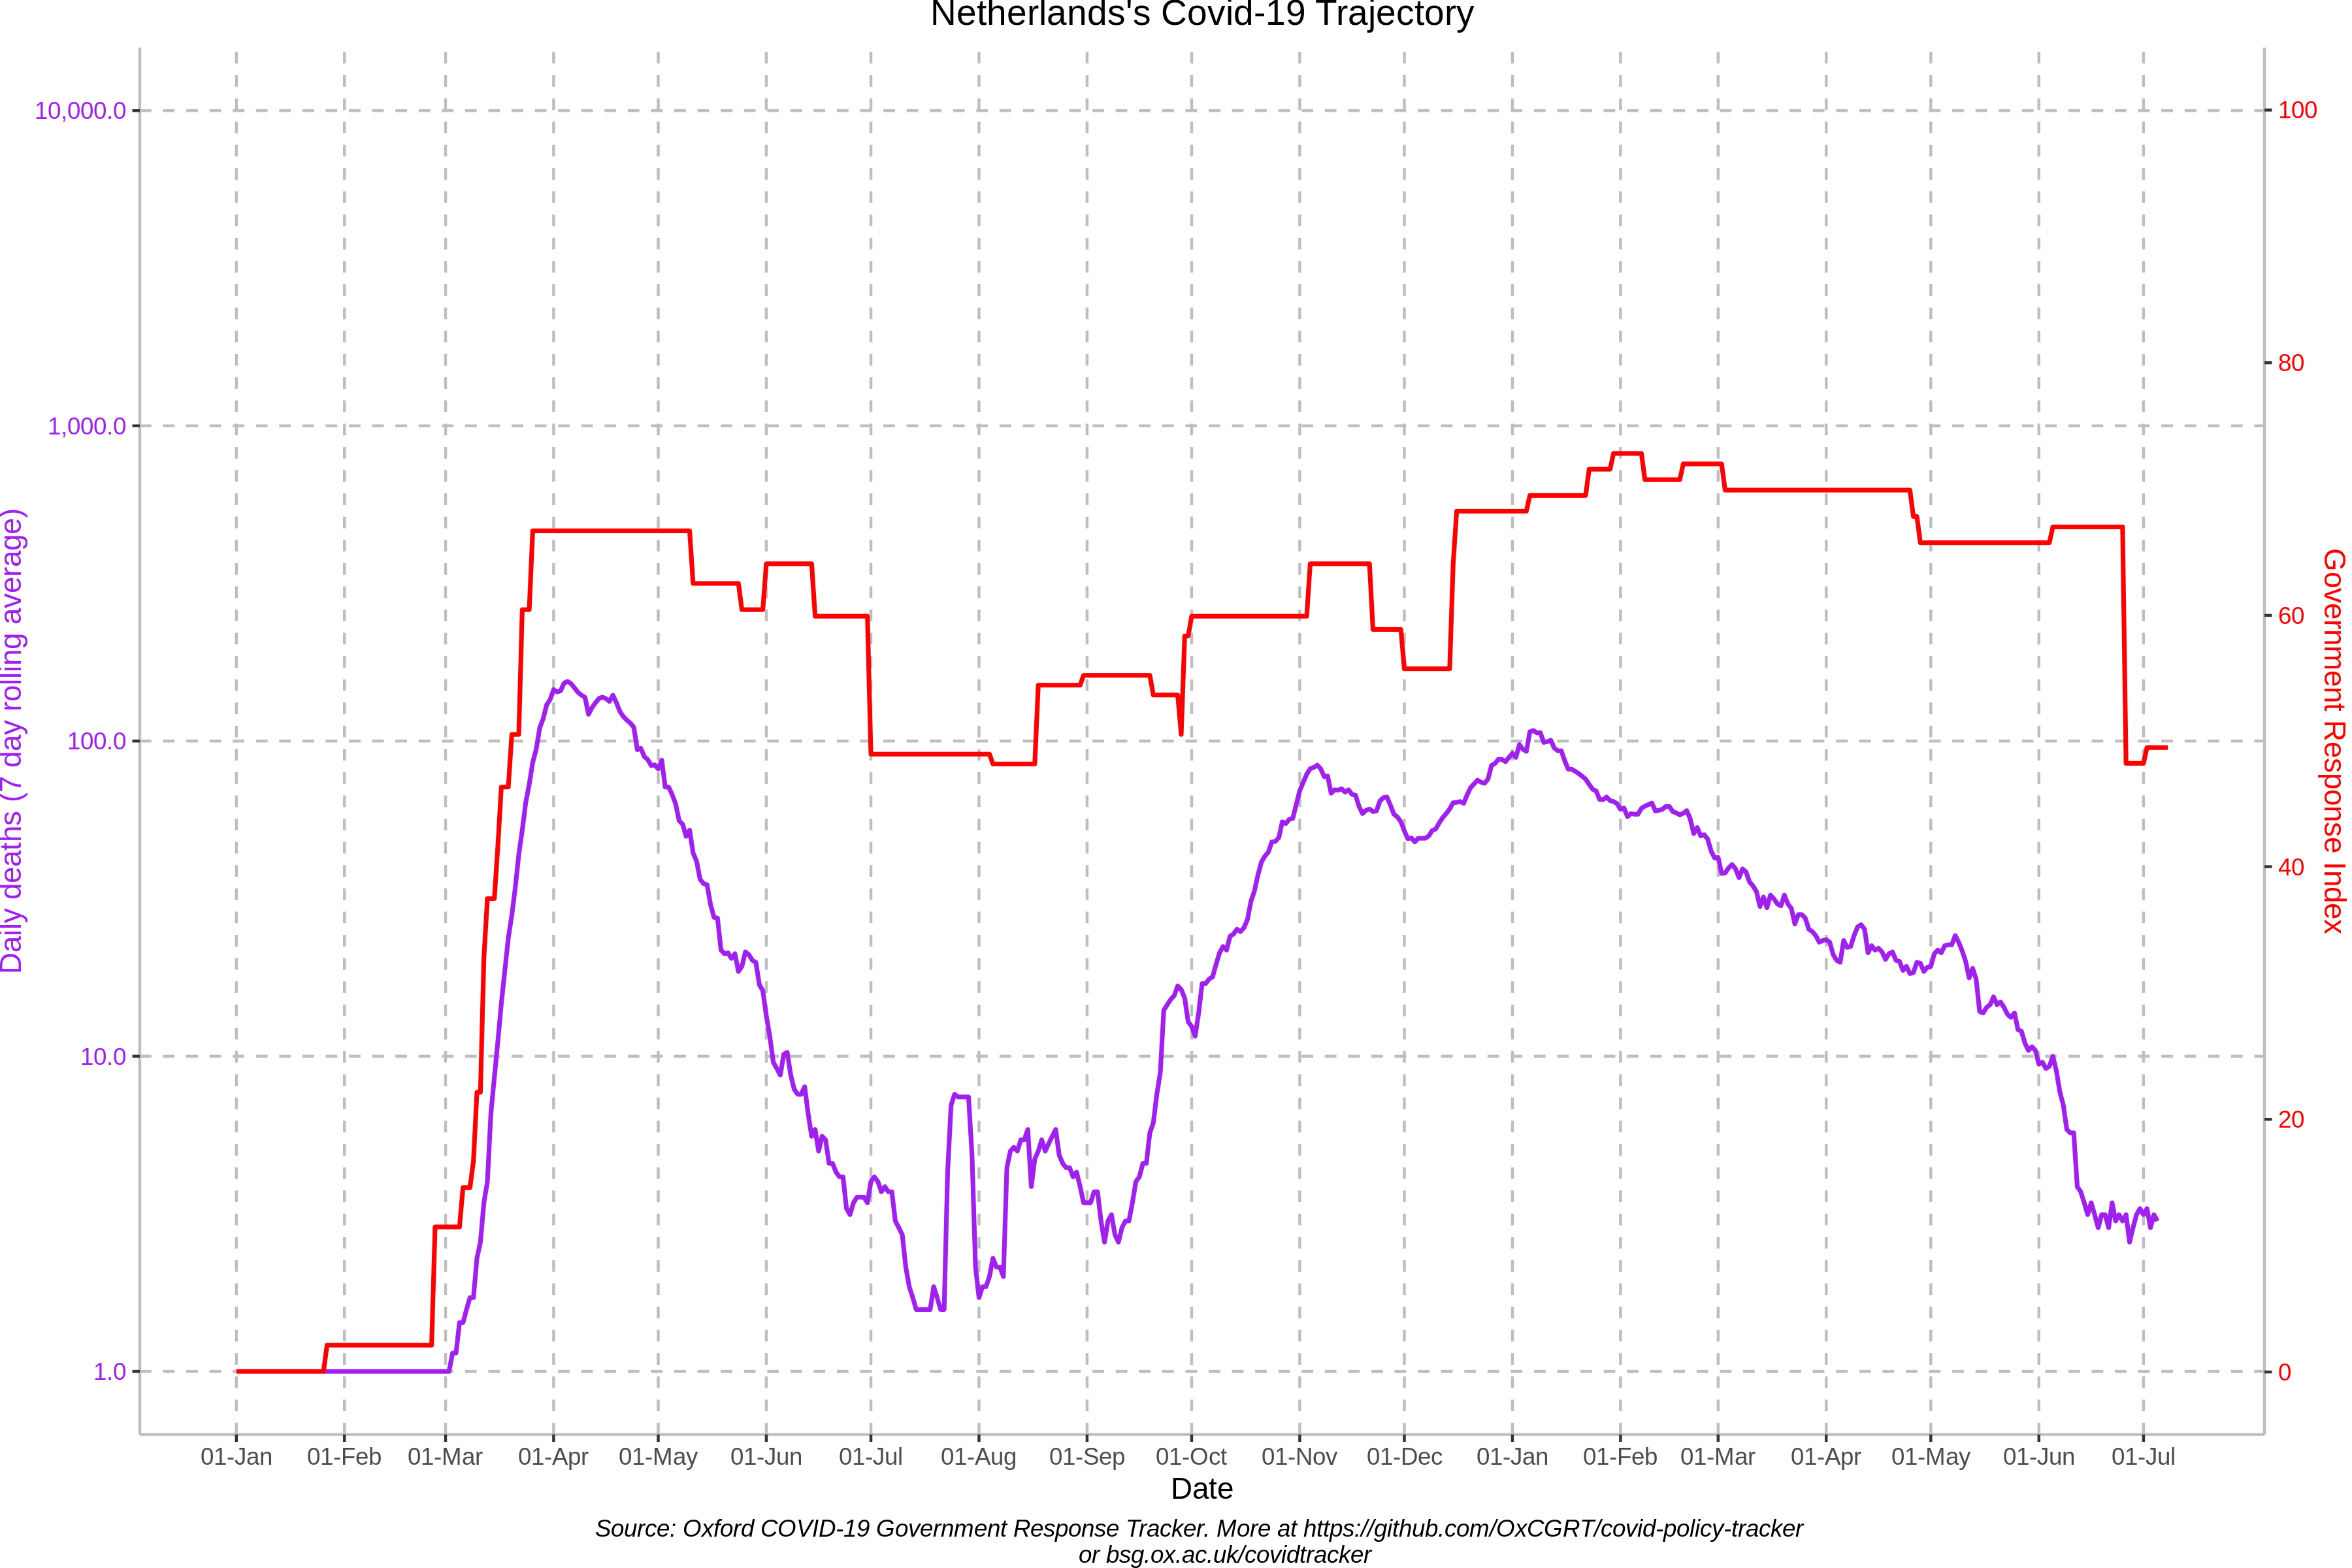 Netherlands's Covid-19 Trajectory
10,000.0
1,000.0
100.0
10.0
1.0
Daily deaths (7 day rolling average)
100
80
60
40
20
0
Government Response Index
01-Jan 01-Feb 01-Mar 01-Apr 01-May 01-Jun 01-Jul 01-Aug 01-Sep 01-Oct 01-Nov 01-Dec 01-Jan 01-Feb 01-Mar 01-Apr 01-May 01-Jun 01-Jul
Date
Source: Oxford COVID-19 Government Response Tracker. More at https://github.com/OxCGRT/covid-policy-tracker
or bsg.ox.ac.uk/covidtracker